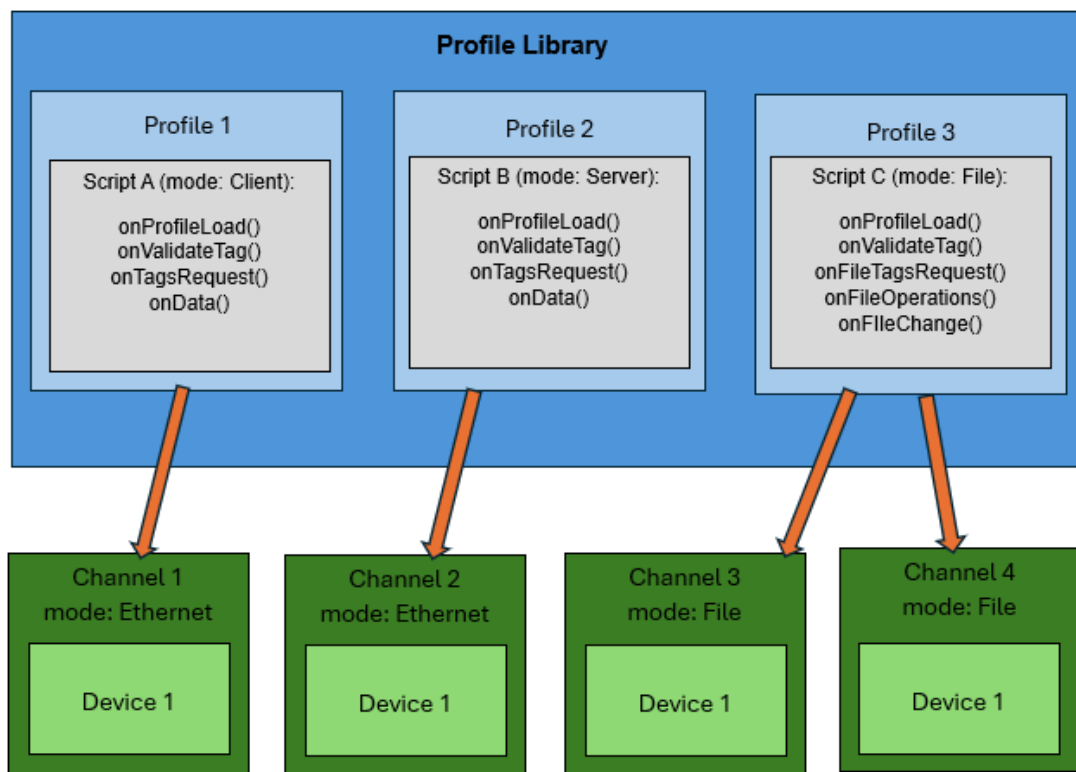 Profile Library
Profile 1
Script A (mode: Client):
onProfileLoad()
onValidateTag()
onTagsRequest()
onData()
Profile 2
Script B (mode: Server):
onProfileLoad()
onValidateTag()
onTagsRequest()
onData()
Profile 3
Script C (mode: File):
onProfileLoad()
onValidateTag()
onFileTagsRequest()
onFileOperations()
onFIleChange()
Channel 1
mode: Ethernet
Device 1
Channel 2
mode: Ethernet
Device 1
Channel 3
mode: File
Device 1
Channel 4
mode: File
Device 1